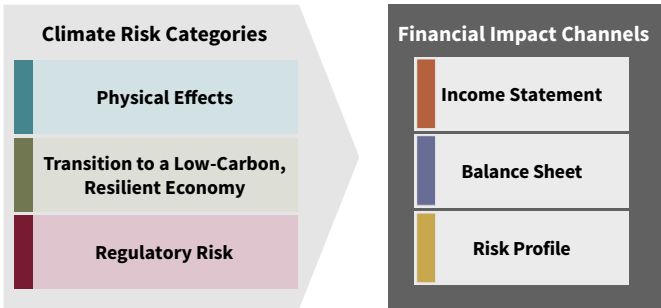 Climate Risk Categories
Physical Effects
Transition to a Low-Carbon,
Resilient Economy
Regulatory Risk
Financial Impact Channels
Income Statement
Balance Sheet
Risk Profile